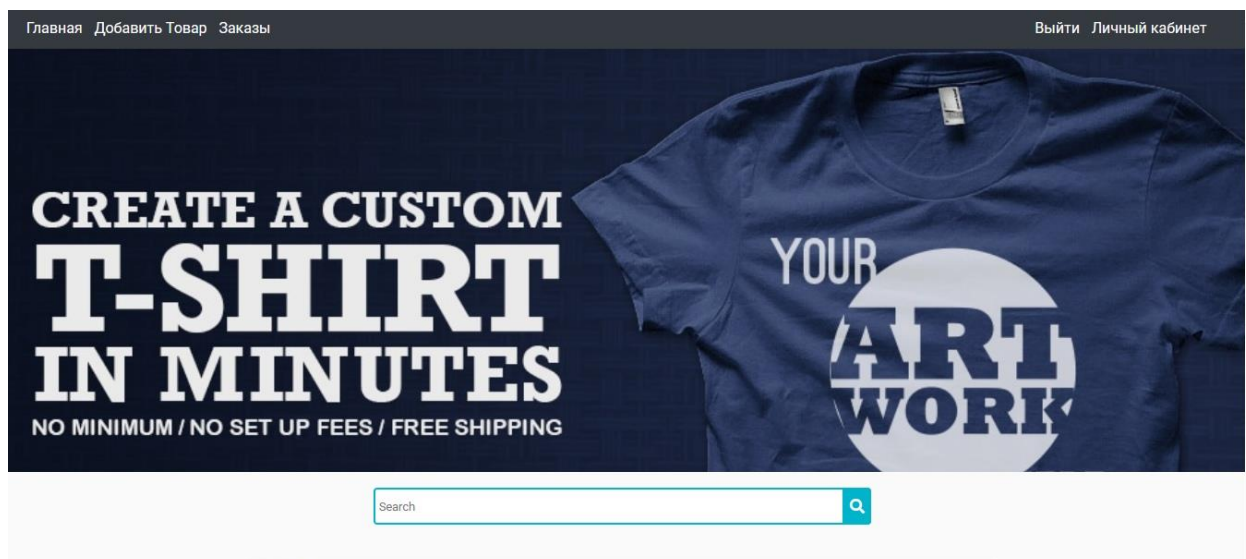 Главная Добавить Товар Заказы
Выйти Личный кабинет
CREATE A CUSTOM
T-SHIRT
IN MINUTES
NO MINIMUM / NO SET UP FEES / FREE SHIPPING
YOUR
ART
WORK
Search